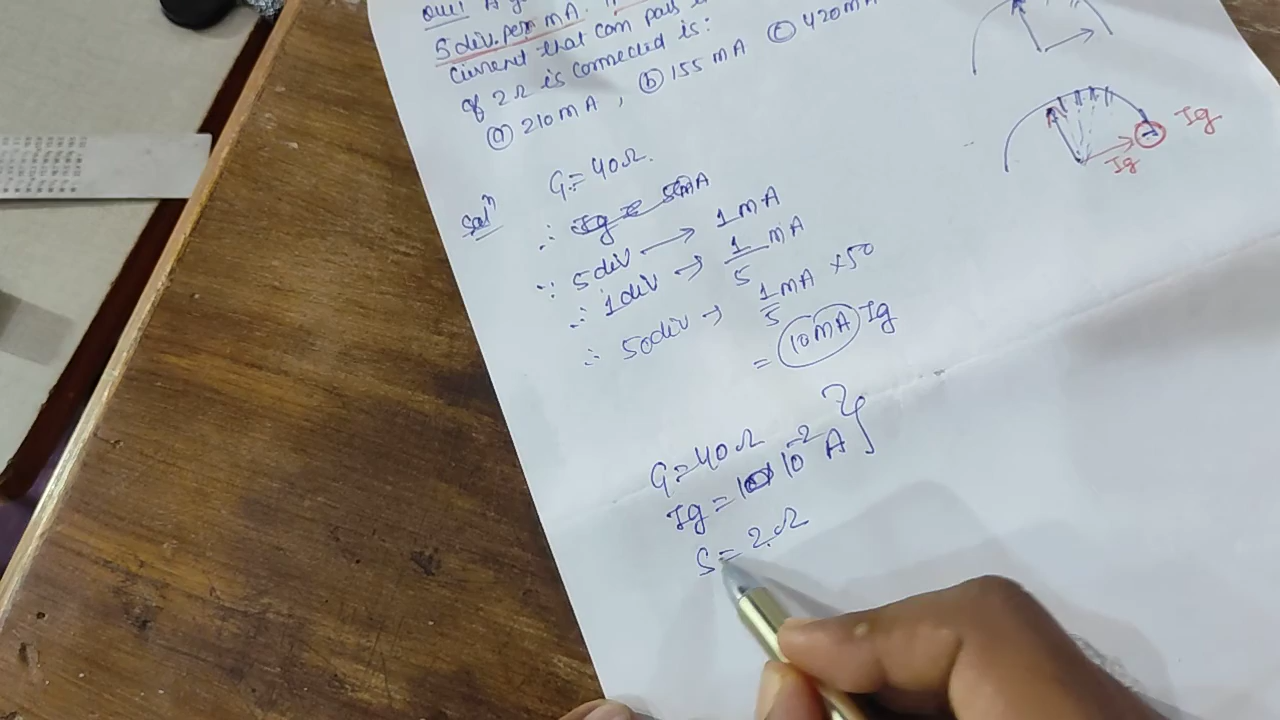 Que: A g
5 div. per mA.
current that can pass
of 2Ω is connected is:
(a) 210 mA, (b) 155 mA (c) 420 mA
Solⁿ G = 40Ω.
∴ Ig = 5mA
∵ 5 div → 1 mA
∴ 1 div → 1/5 mA
∴ 50 div → 1/5 mA × 50
= 10 mA Ig
G = 40Ω
Ig = 10 10⁻² A
S = 2Ω
Ig
Ig